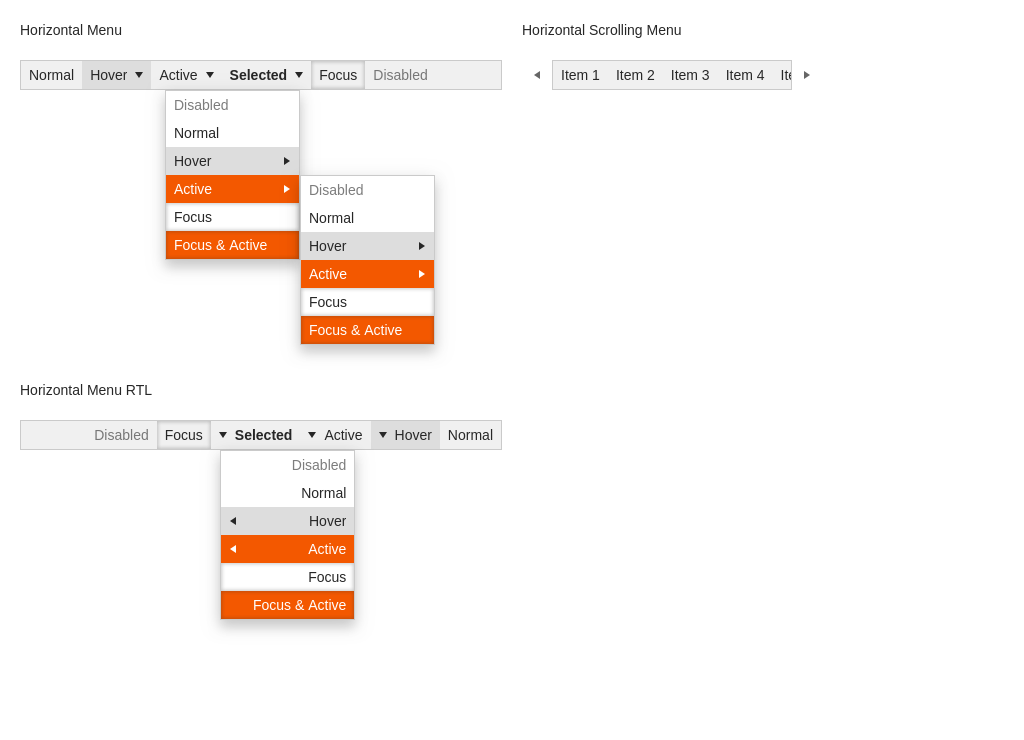 Horizontal Menu
Normal Hover Active Selected Focus Disabled
Disabled
Normal
Hover
Active
Focus
Focus & Active
Disabled
Normal
Hover
Active
Focus
Focus & Active
Horizontal Scrolling Menu
Item 1 Item 2 Item 3 Item 4
Horizontal Menu RTL
Disabled Focus Selected Active Hover Normal
Disabled
Normal
Hover
Active
Focus
Focus & Active